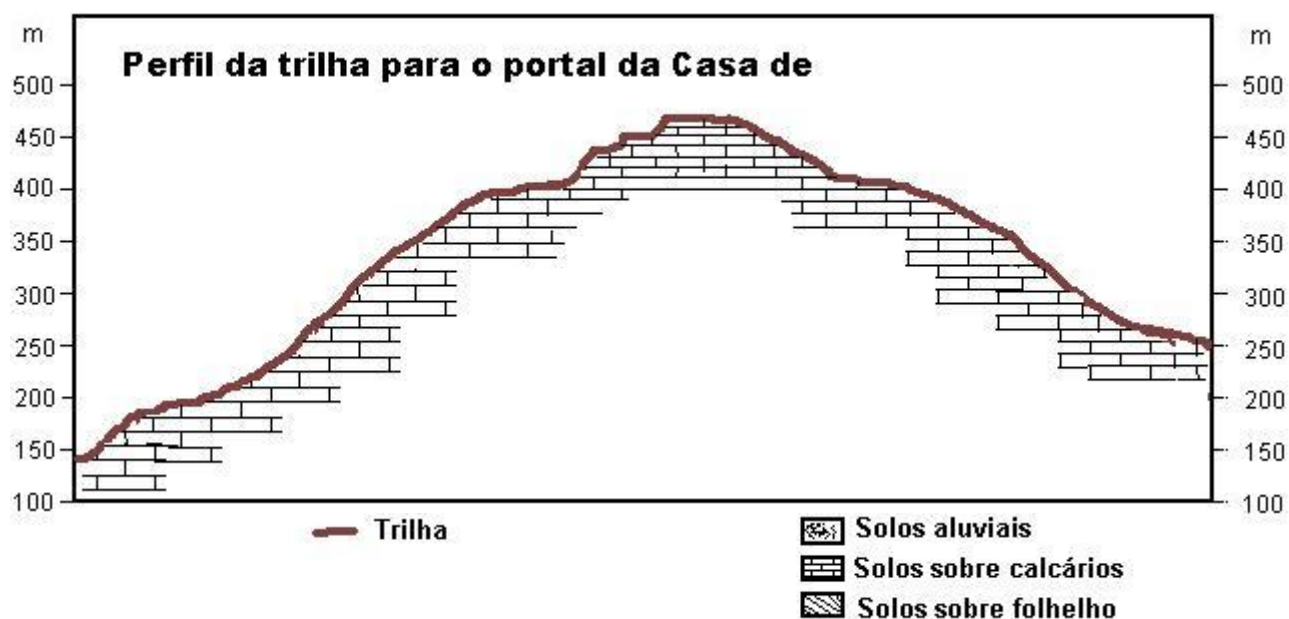 m
m
Perfil da trilha para o portal da Casa de
500
500
450
450
400
400
350
350
300
300
250
250
200
200
150
150
100
100
Trilha
Solos aluviais
Solos sobre calcários
Solos sobre folhelho